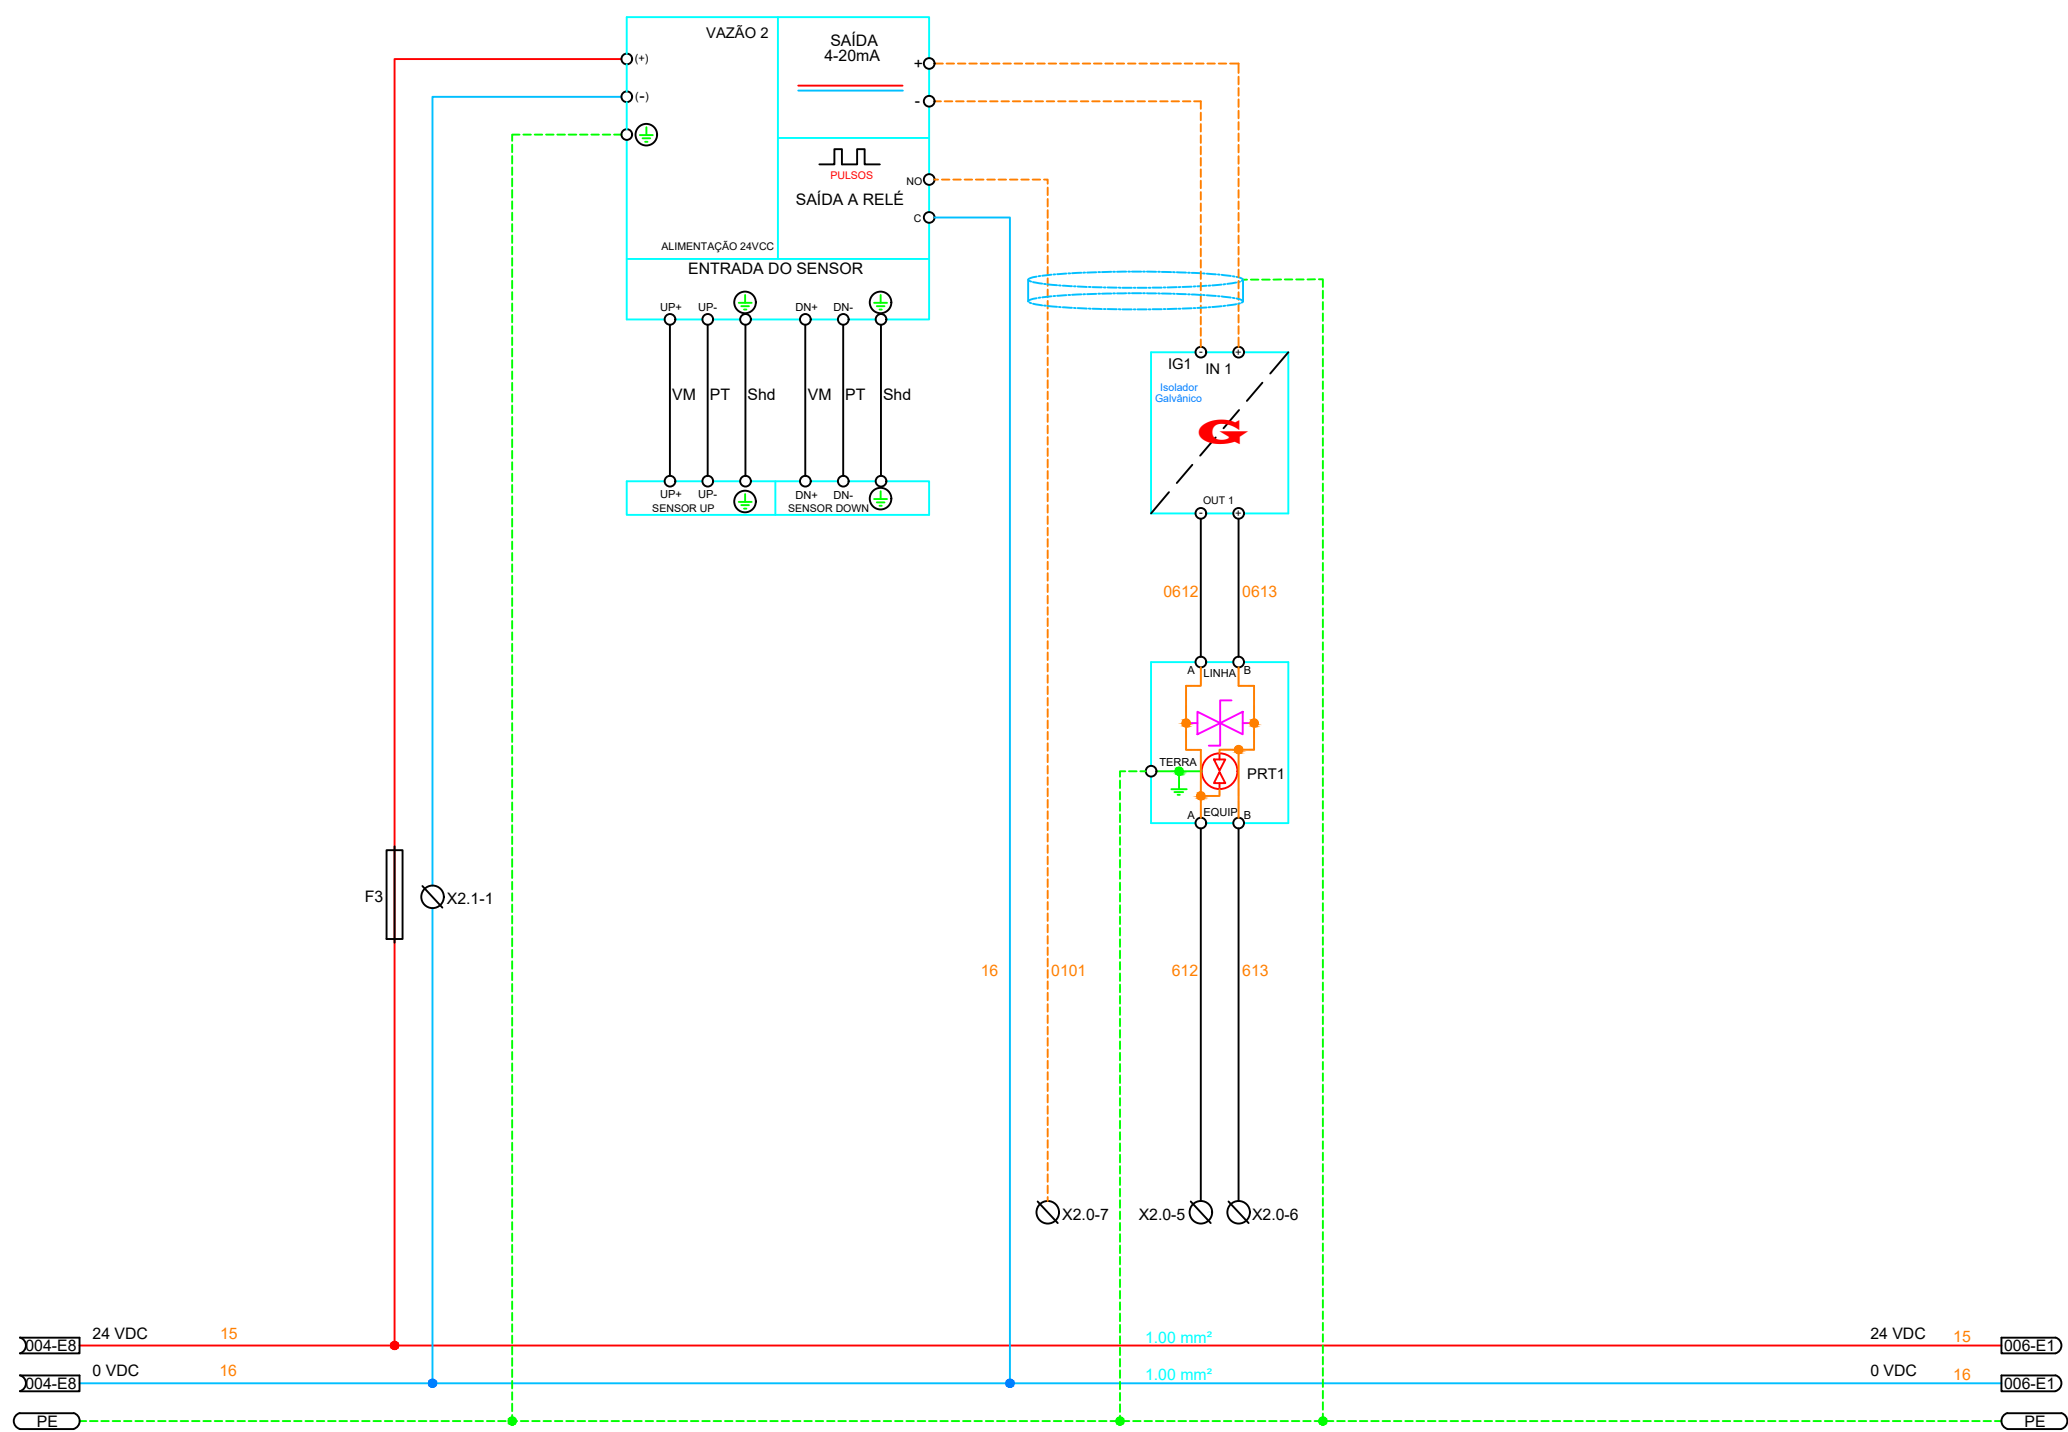 VAZÃO 2
SAÍDA
4-20mA
(+)
(-)
+
-
PULSOS
NO
SAÍDA A RELÉ
C
ALIMENTAÇÃO 24VCC
ENTRADA DO SENSOR
UP+ UP- DN+ DN-
VM PT Shd VM PT Shd
UP+ UP- DN+ DN-
SENSOR UP SENSOR DOWN
- +
IG1 IN 1
Isolador
Galvânico
G
OUT 1
- +
0612 0613
A LINHA B
TERRA
PRT1
A EQUIP B
F3
X2.1-1
16 0101 612 613
X2.0-7 X2.0-5 X2.0-6
24 VDC 15 1.00 mm² 24 VDC 15
004-E8 006-E1
0 VDC 16 1.00 mm² 0 VDC 16
004-E8 006-E1
PE PE